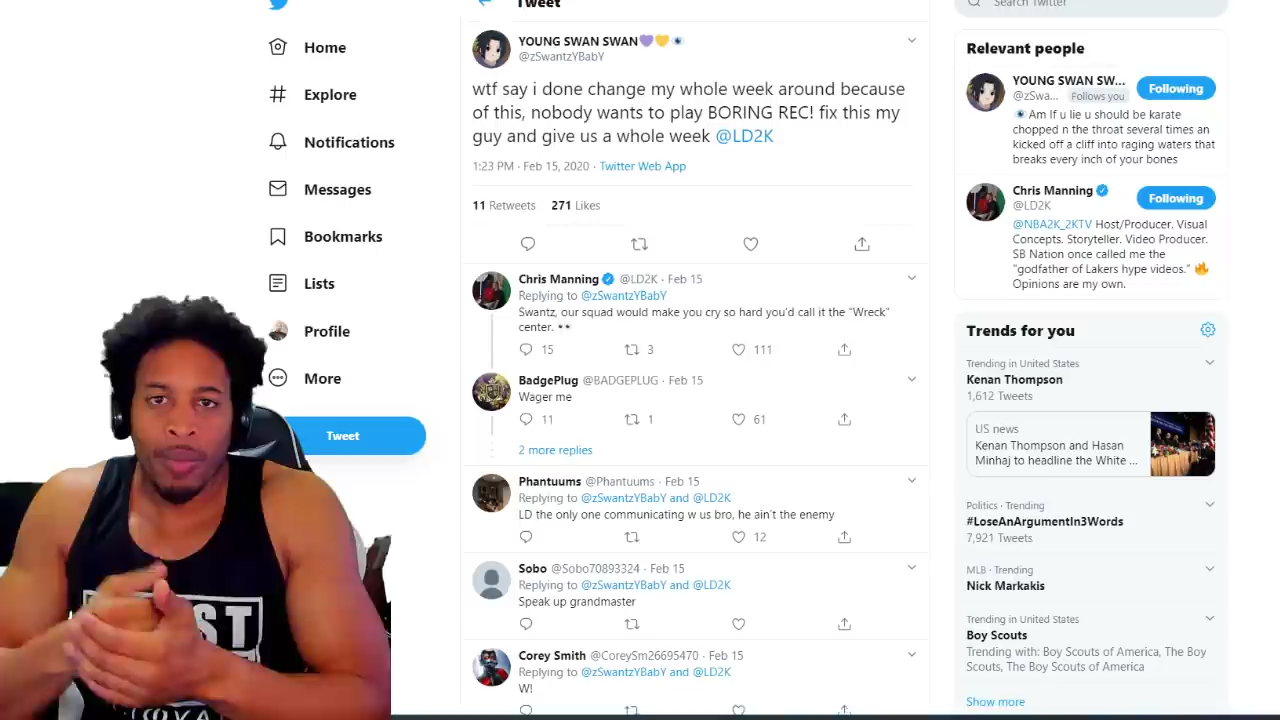 Tweet
Search Twitter
Home
Explore
Notifications
Messages
Bookmarks
Lists
Profile
More
Tweet
YOUNG SWAN SWAN💜💛👁
@zSwantzYBabY
wtf say i done change my whole week around because
of this, nobody wants to play BORING REC! fix this my
guy and give us a whole week @LD2K
1:23 PM · Feb 15, 2020 · Twitter Web App
11 Retweets 271 Likes
Chris Manning @LD2K · Feb 15
Replying to @zSwantzYBabY
Swantz, our squad would make you cry so hard you'd call it the "Wreck"
center. 👀
15 3 111
BadgePlug @BADGEPLUG · Feb 15
Wager me
11 1 61
2 more replies
Phantuums @Phantuums · Feb 15
Replying to @zSwantzYBabY and @LD2K
LD the only one communicating w us bro, he ain't the enemy
12
Sobo @Sobo70893324 · Feb 15
Replying to @zSwantzYBabY and @LD2K
Speak up grandmaster
Corey Smith @CoreySm26695470 · Feb 15
Replying to @zSwantzYBabY and @LD2K
W!
Relevant people
YOUNG SWAN SW...
@zSwa... Follows you
Following
👁Am If u lie u should be karate
chopped n the throat several times an
kicked off a cliff into raging waters that
breaks every inch of your bones
Chris Manning
@LD2K
Following
@NBA2K_2KTV Host/Producer. Visual
Concepts. Storyteller. Video Producer.
SB Nation once called me the
"godfather of Lakers hype videos." 🔥
Opinions are my own.
Trends for you
Trending in United States
Kenan Thompson
1,612 Tweets
US news
Kenan Thompson and Hasan
Minhaj to headline the White ...
Politics · Trending
#LoseAnArgumentIn3Words
7,921 Tweets
MLB · Trending
Nick Markakis
Trending in United States
Boy Scouts
Trending with: Boy Scouts of America, The Boy
Scouts, The Boy Scouts of America
Show more